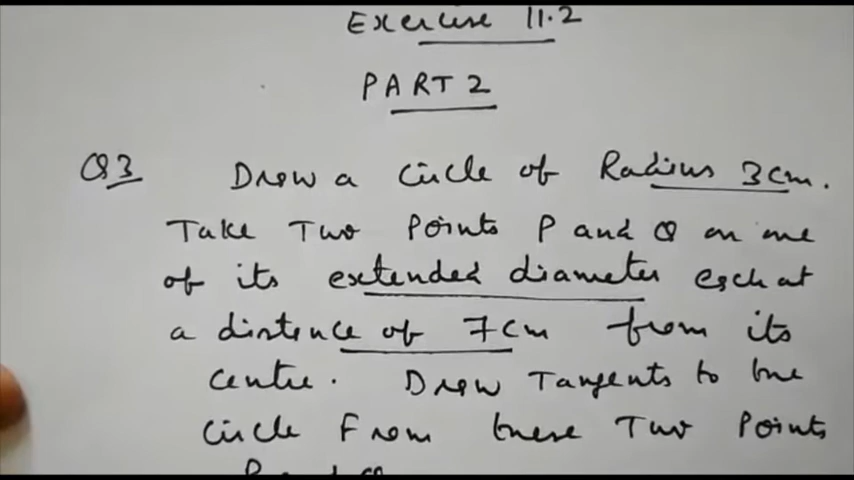 Exercise 11.2
PART 2
Q3 Draw a circle of Radius 3cm.
Take Two Points P and Q on one
of its extended diameter each at
a distance of 7cm from its
centre. Draw Tangents to the
circle From these Two Points
P and Q